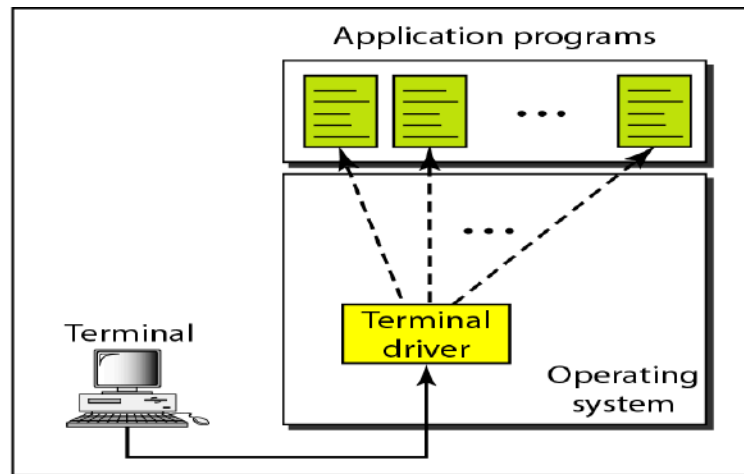 Application programs
...
...
Terminal
Terminal
driver
Operating
system